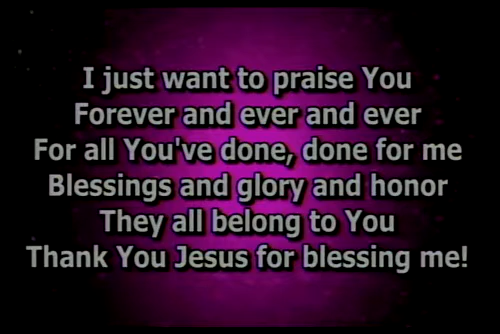 I just want to praise You
Forever and ever and ever
For all You've done, done for me
Blessings and glory and honor
They all belong to You
Thank You Jesus for blessing me!